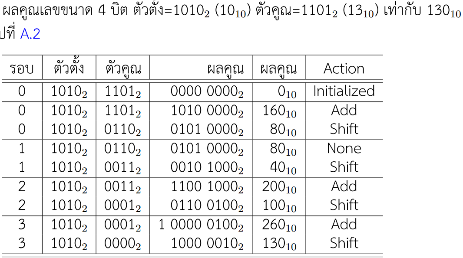 ผลคูณเลขขนาด 4 บิต ตัวตั้ง=1010₂ (10₁₀) ตัวคูณ=1101₂ (13₁₀) เท่ากับ 130₁₀
ปที่ A.2
รอบ ตัวตั้ง ตัวคูณ ผลคูณ ผลคูณ Action
0 1010₂ 1101₂ 0000 0000₂ 0₁₀ Initialized
0 1010₂ 1101₂ 1010 0000₂ 160₁₀ Add
0 1010₂ 0110₂ 0101 0000₂ 80₁₀ Shift
1 1010₂ 0110₂ 0101 0000₂ 80₁₀ None
1 1010₂ 0011₂ 0010 1000₂ 40₁₀ Shift
2 1010₂ 0011₂ 1100 1000₂ 200₁₀ Add
2 1010₂ 0001₂ 0110 0100₂ 100₁₀ Shift
3 1010₂ 0001₂ 1 0000 0100₂ 260₁₀ Add
3 1010₂ 0000₂ 1000 0010₂ 130₁₀ Shift